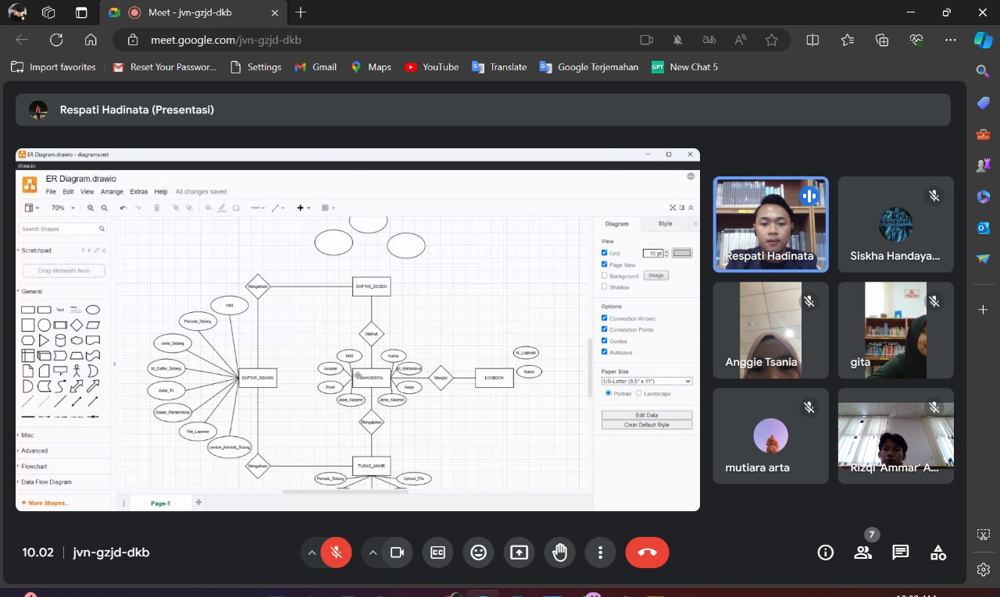 Meet - jvn-gzjd-dkb
meet.google.com/jvn-gzjd-dkb
Import favorites
Reset Your Passwor...
Settings
Gmail
Maps
YouTube
Translate
Google Terjemahan
GPT
New Chat 5
Respati Hadinata (Presentasi)
ER Diagram.drawio - diagrams.net
draw.io
ER Diagram.drawio
File Edit View Arrange Extras Help All changes saved
70%
Search Shapes
Scratchpad
Drag elements here
General
Text
Misc
Advanced
Flowchart
Data Flow Diagram
+ More Shapes...
Mengakses
DAFTAR_DOSEN
NIM
Periode_Sidang
Melihat
Jenis_Sidang
NIM
Nama
Id_Logbook
Id_Daftar_Sidang
Jurusan
Id_Mahasiswa
Nama
DAFTAR_SIDANG
MAHASISWA
Mengisi
LOGBOOK
Judul_TA
Prodi
Kelas
Jenis_Kelamin
Jenis_Kelamin
Dosen_Pembimbing
Mengajukan
File_Laporan
Lembar_Kendali_Sidang
Mengakses
TUGAS_AKHIR
Periode_Sidang
Upload_File
Page-1
Diagram
Style
View
Grid
10 pt
Page View
Background
Image
Shadow
Options
Connection Arrows
Connection Points
Guides
Autosave
Paper Size
US-Letter (8,5" x 11")
Portrait
Landscape
Edit Data
Clear Default Style
Respati Hadinata
Siskha Handaya...
Anggie Tsania
gita
mutiara arta
Rizqi 'Ammar' A...
10.02 | jvn-gzjd-dkb
7